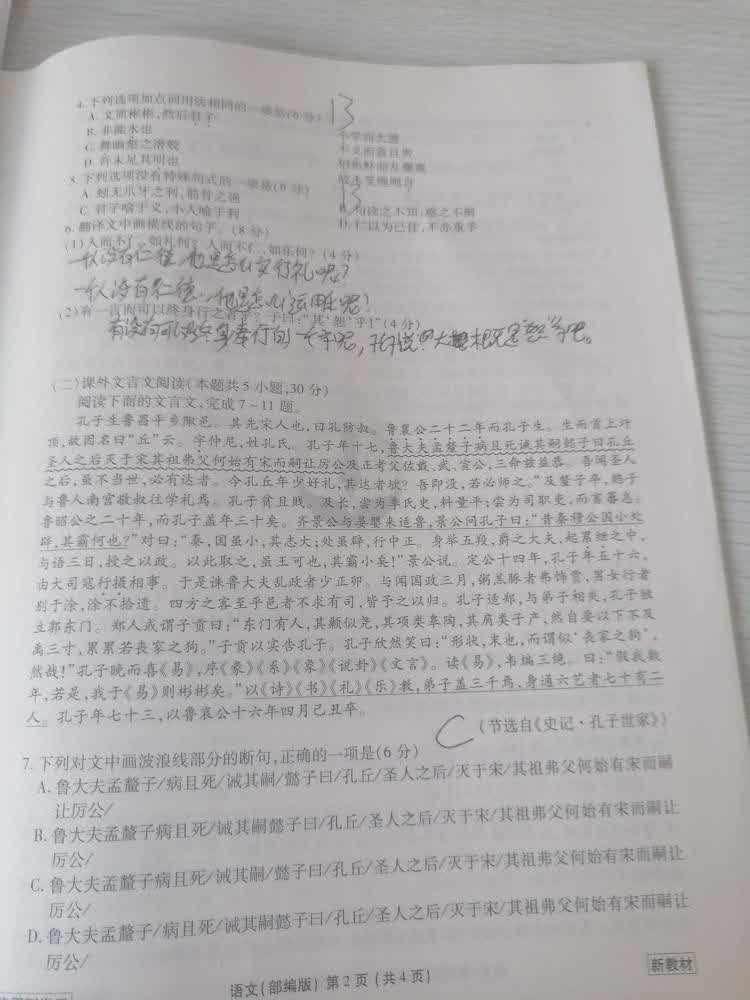 4. 下列选项加点词用法相同的一项是(6分) B
A. 文质彬彬,然后君子
B. 非能水也 不爱南人遗
C. 舞幽壑之潜蛟
D. 吾未见其明也
5. 下列选项没有特殊句式的一项是(6分) B
A. 蚓无爪牙之利,筋骨之强 B. 句读之不知,惑之不解
C. 君子喻于义,小人喻于利 D. 仁以为己任,不亦重乎
6. 翻译文中画横线的句子。(8分)
(1)人而不仁,如礼何?人而不仁,如乐何?(4分)
一个人没有仁德,他怎么实行礼呢?
一个人没有仁德,他怎么运用乐呢!
(2)有一言而可以终身行之者乎?子曰:“其‘恕’乎!”(4分)
有没有可以终身奉行的一个字呢,孔子说:大概是“恕”字吧。
(二)课外文言文阅读(本题共5小题,30分)
阅读下面的文言文,完成7~11题。
孔子生鲁昌平乡陬邑。其先宋人也,曰孔防叔。鲁襄公二十二年而孔子生。生而首上圩
顶,故因名曰“丘”云。字仲尼,姓孔氏。孔子年十七,鲁大夫孟釐子病且死诫其嗣懿子曰孔丘
圣人之后灭于宋其祖弗父何始有宋而嗣让厉公及正考父佐戴、武、宣公,三命兹益恭。吾闻圣人
之后,虽不当世,必有达者。今孔丘年少好礼,其达者欤?吾即没,若必师之。”及釐子卒,懿子
与鲁人南宫敬叔往学礼焉。孔子贫且贱。及长,尝为季氏史,料量平;尝为司职吏,而畜蕃息。
鲁昭公之二十年,而孔子盖年三十矣。齐景公与晏婴来适鲁,景公问孔子曰:“昔秦穆公国小处
辟,其霸何也?”对曰:“秦,国虽小,其志大;处虽辟,行中正。身举五羖,爵之大夫,起累绁之中,
与语三日,授之以政。以此取之,虽王可也,其霸小矣!”景公说。定公十四年,孔子年五十六,
由大司寇行摄相事。于是诛鲁大夫乱政者少正卯。与闻国政三月,粥羔豚者弗饰贾,男女行者
别于涂,涂不拾遗。四方之客至乎邑者不求有司,皆予之以归。孔子适郑,与弟子相失,孔子独
立郭东门。郑人或谓子贡曰:“东门有人,其颡似尧,其项类皋陶,其肩类子产,然自要以下不及
禹三寸,累累若丧家之狗。”子贡以实告孔子。孔子欣然笑曰:“形状,末也,而谓似‘丧家之狗’,
然哉!”孔子晚而喜《易》,序《彖》《系》《象》《说卦》《文言》。读《易》,韦编三绝。曰:“假我数
年,若是,我于《易》则彬彬矣。”以《诗》《书》《礼》《乐》教,弟子盖三千焉,身通六艺者七十有二
人。孔子年七十三,以鲁哀公十六年四月己丑卒。
(节选自《史记·孔子世家》)
7. 下列对文中画波浪线部分的断句,正确的一项是(6分) C
A. 鲁大夫孟釐子/病且死/诫其嗣/懿子曰/孔丘/圣人之后/灭于宋/其祖弗父何始有宋而嗣
让厉公/
B. 鲁大夫孟釐子病且死/诫其嗣懿子曰/孔丘/圣人之后/灭于宋/其祖弗父何始有宋而嗣让
厉公/
C. 鲁大夫孟釐子病且死/诫其嗣/懿子曰/孔丘/圣人之后/灭于宋/其祖弗父何始有宋而嗣让
厉公/
D. 鲁大夫孟釐子/病且死/诫其嗣懿子曰/孔丘/圣人之后/灭于宋/其祖弗父何始有宋而嗣让
厉公/
语文(部编版) 第2页(共4页)
新教材